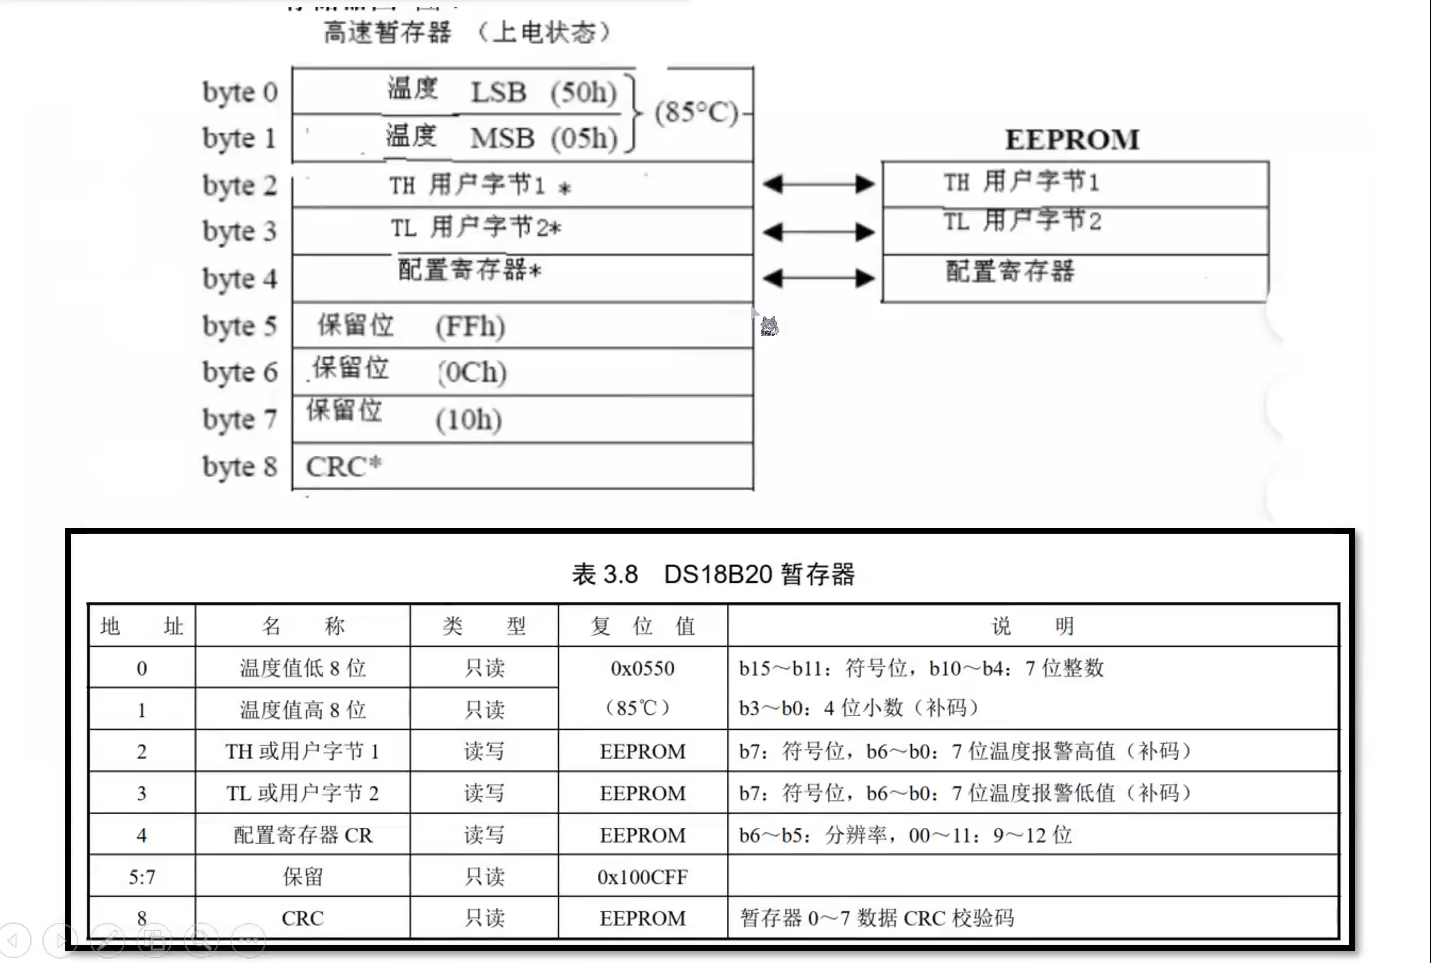 高速暂存器 （上电状态）
byte 0 温度 LSB (50h)
(85°C)
byte 1 温度 MSB (05h)
EEPROM
byte 2 TH 用户字节1 * TH 用户字节1
byte 3 TL 用户字节2* TL 用户字节2
byte 4 配置寄存器* 配置寄存器
byte 5 保留位 (FFh)
byte 6 保留位 (0Ch)
byte 7 保留位 (10h)
byte 8 CRC*
表 3.8 DS18B20 暂存器
地 址 名 称 类 型 复 位 值 说 明
0 温度值低 8 位 只读 0x0550 b15～b11：符号位，b10～b4：7 位整数
1 温度值高 8 位 只读 （85℃） b3～b0：4 位小数（补码）
2 TH 或用户字节 1 读写 EEPROM b7：符号位，b6～b0：7 位温度报警高值（补码）
3 TL 或用户字节 2 读写 EEPROM b7：符号位，b6～b0：7 位温度报警低值（补码）
4 配置寄存器 CR 读写 EEPROM b6～b5：分辨率，00～11：9～12 位
5:7 保留 只读 0x100CFF
8 CRC 只读 EEPROM 暂存器 0～7 数据 CRC 校验码